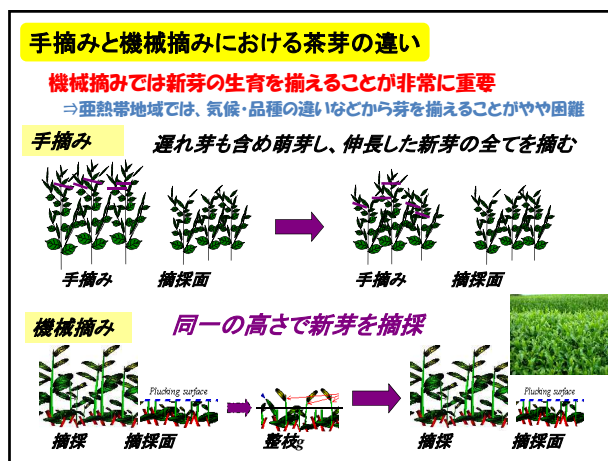 手摘みと機械摘みにおける茶芽の違い
機械摘みでは新芽の生育を揃えることが非常に重要
⇒亜熱帯地域では、気候・品種の違いなどから芽を揃えることがやや困難
手摘み
遅れ芽も含め萌芽し、伸長した新芽の全てを摘む
手摘み 摘採面 手摘み 摘採面
機械摘み
同一の高さで新芽を摘採
Plucking surface Plucking surface
摘採 摘採面 整枝g 摘採 摘採面